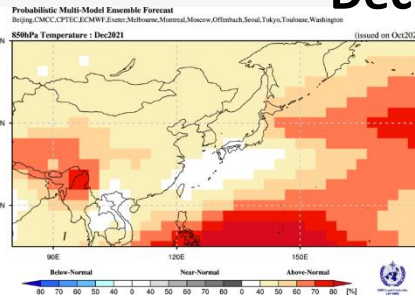 Dec
Probabilistic Multi-Model Ensemble Forecast
Beijing,CMCC,CPTEC,ECMWF,Exeter,Melbourne,Montreal,Moscow,Offenbach,Seoul,Tokyo,Toulouse,Washington
850hPa Temperature : Dec2021 (issued on Oct202
N
N
N
90E 120E 150E
Below-Normal Near-Normal Above-Normal
80 70 60 50 40 0 40 50 60 70 80 0 40 50 60 70 80 [%]